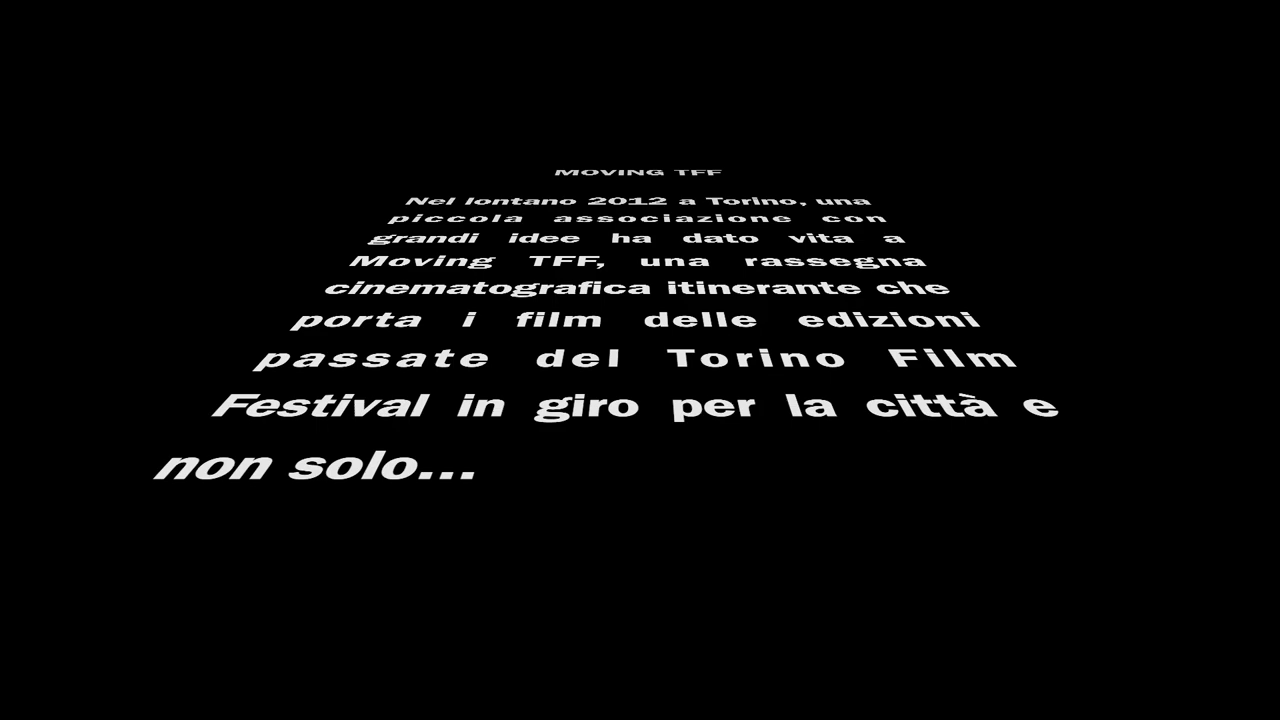 MOVING TFF
Nel lontano 2012 a Torino, una
piccola associazione con
grandi idee ha dato vita a
Moving TFF, una rassegna
cinematografica itinerante che
porta i film delle edizioni
passate del Torino Film
Festival in giro per la città e
non solo...